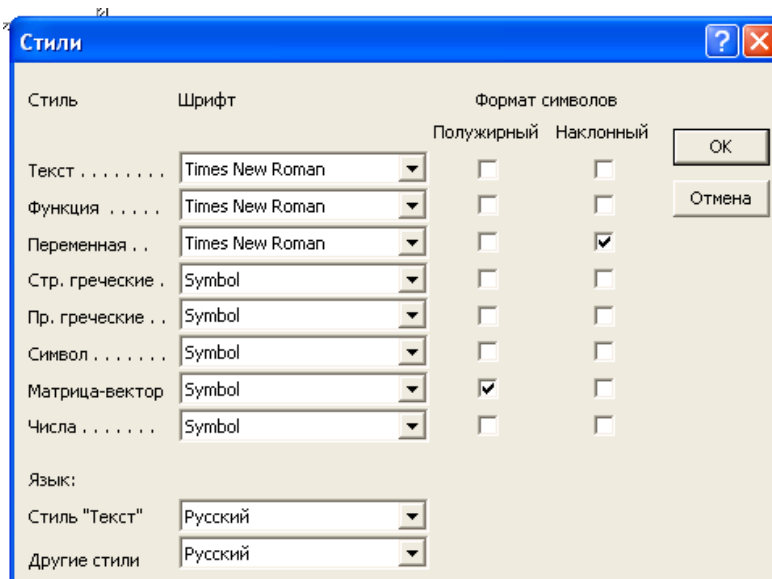 Стили
Стиль Шрифт Формат символов
Полужирный Наклонный
OK
Текст . . . . . . . . Times New Roman
Отмена
Функция . . . . . Times New Roman
Переменная . . Times New Roman
Стр. греческие . Symbol
Пр. греческие . . Symbol
Символ . . . . . . . Symbol
Матрица-вектор Symbol
Числа . . . . . . . Symbol
Язык:
Стиль "Текст" Русский
Другие стили Русский